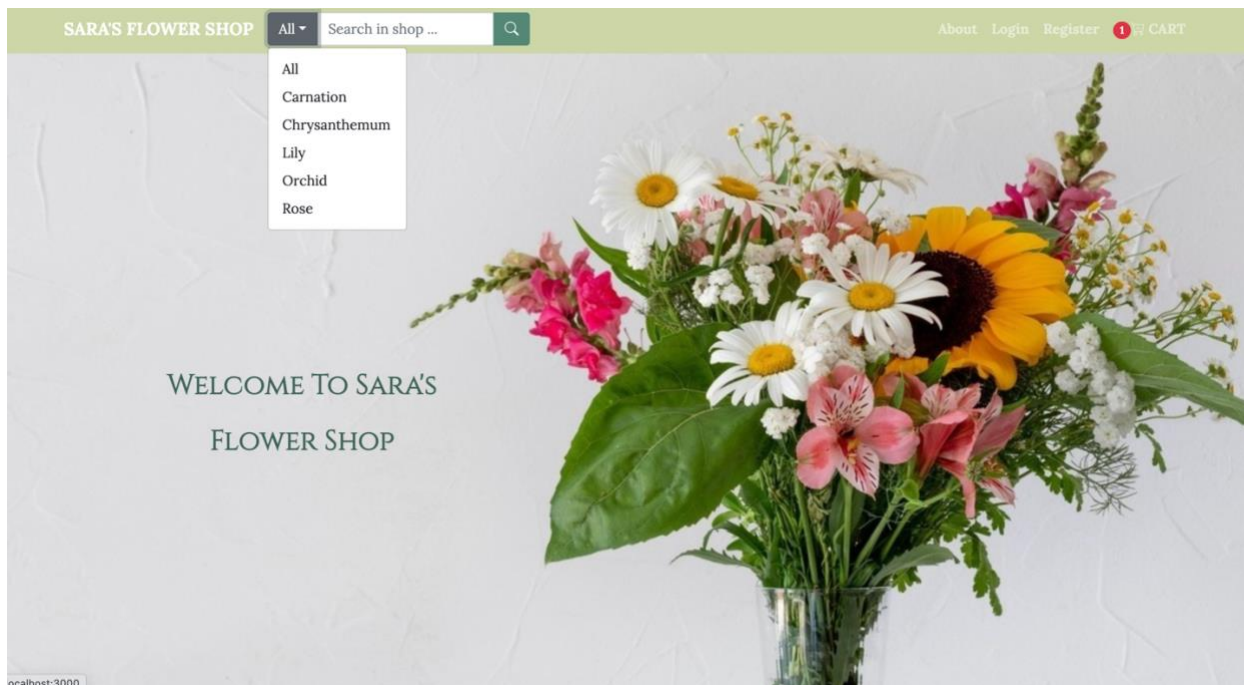 SARA'S FLOWER SHOP All Search in shop ... About Login Register 1 CART
All
Carnation
Chrysanthemum
Lily
Orchid
Rose
WELCOME TO SARA'S
FLOWER SHOP
ocalhost:3000